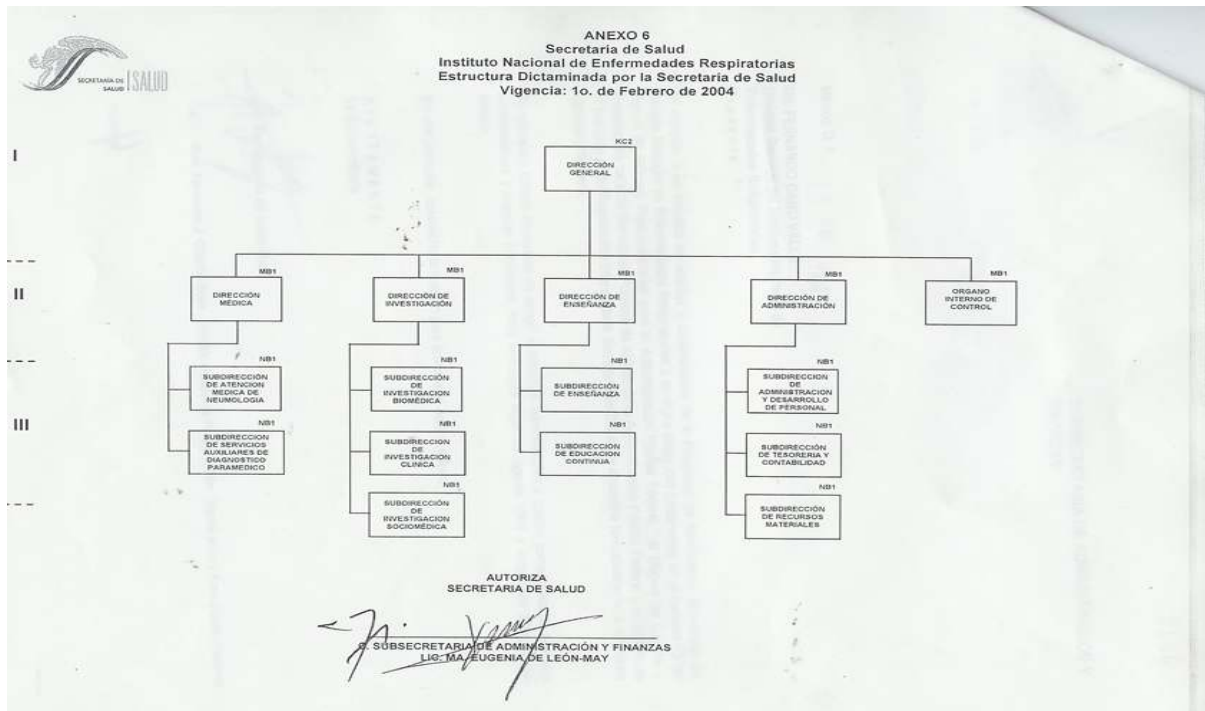 ANEXO 6
Secretaría de Salud
Instituto Nacional de Enfermedades Respiratorias
Estructura Dictaminada por la Secretaría de Salud
Vigencia: 1o. de Febrero de 2004
SECRETARÍA DE
SALUD
SALUD
I
KC2
DIRECCIÓN
GENERAL
II
MB1
DIRECCIÓN
MÉDICA
MB1
DIRECCIÓN DE
INVESTIGACIÓN
MB1
DIRECCIÓN DE
ENSEÑANZA
MB1
DIRECCIÓN DE
ADMINISTRACIÓN
MB1
ORGANO
INTERNO DE
CONTROL
III
NB1
SUBDIRECCIÓN
DE ATENCION
MEDICA DE
NEUMOLOGIA
NB1
SUBDIRECCION
DE SERVICIOS
AUXILIARES DE
DIAGNOSTICO
PARAMEDICO
NB1
SUBDIRECCIÓN
DE
INVESTIGACION
BIOMÉDICA
NB1
SUBDIRECCION
DE
INVESTIGACION
CLINICA
NB1
SUBDIRECCIÓN
DE
INVESTIGACION
SOCIOMÉDICA
NB1
SUBDIRECCIÓN
DE ENSEÑANZA
NB1
SUBDIRECCIÓN
DE EDUCACION
CONTINUA
NB1
SUBDIRECCION
DE
ADMINISTRACION
Y DESARROLLO
DE PERSONAL
NB1
SUBDIRECCIÓN
DE TESORERIA Y
CONTABILIDAD
NB1
SUBDIRECCIÓN
DE RECURSOS
MATERIALES
AUTORIZA
SECRETARIA DE SALUD
C. SUBSECRETARIA DE ADMINISTRACIÓN Y FINANZAS
LIC. MA. EUGENIA DE LEÓN-MAY